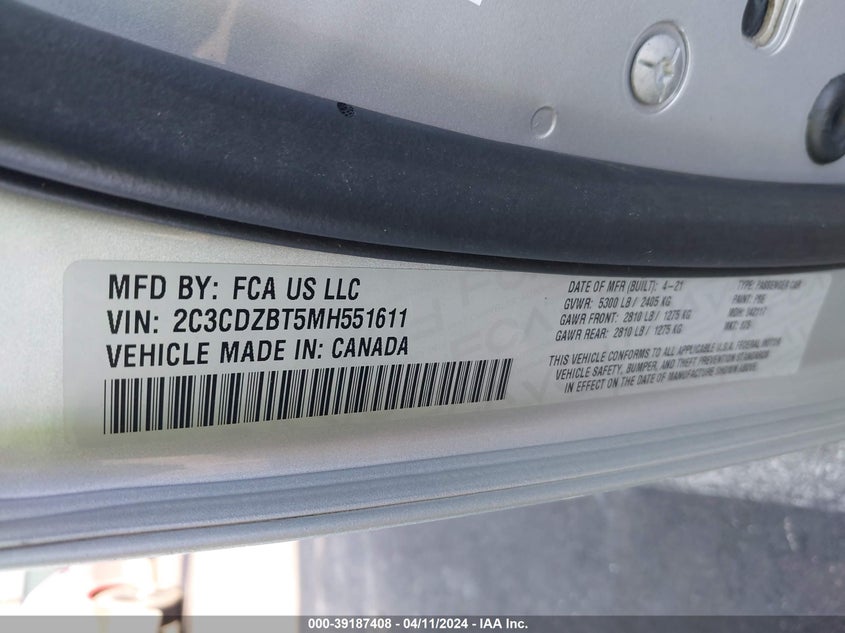 MFD BY: FCA US LLC
VIN: 2C3CDZBT5MH551611
VEHICLE MADE IN: CANADA
DATE OF MFR (BUILT): 4-21
GVWR: 5300 LB / 2405 KG
GAWR FRONT: 2810 LB / 1275 KG
GAWR REAR: 2810 LB / 1275 KG
TYPE: PASSENGER CAR
PAINT:
MDH:
MKT:
THIS VEHICLE CONFORMS TO ALL APPLICABLE U.S.A. FEDERAL MOTOR
VEHICLE SAFETY, BUMPER, AND THEFT PREVENTION STANDARDS
IN EFFECT ON THE DATE OF MANUFACTURE SHOWN ABOVE.
000-39187408 - 04/11/2024 - IAA Inc.